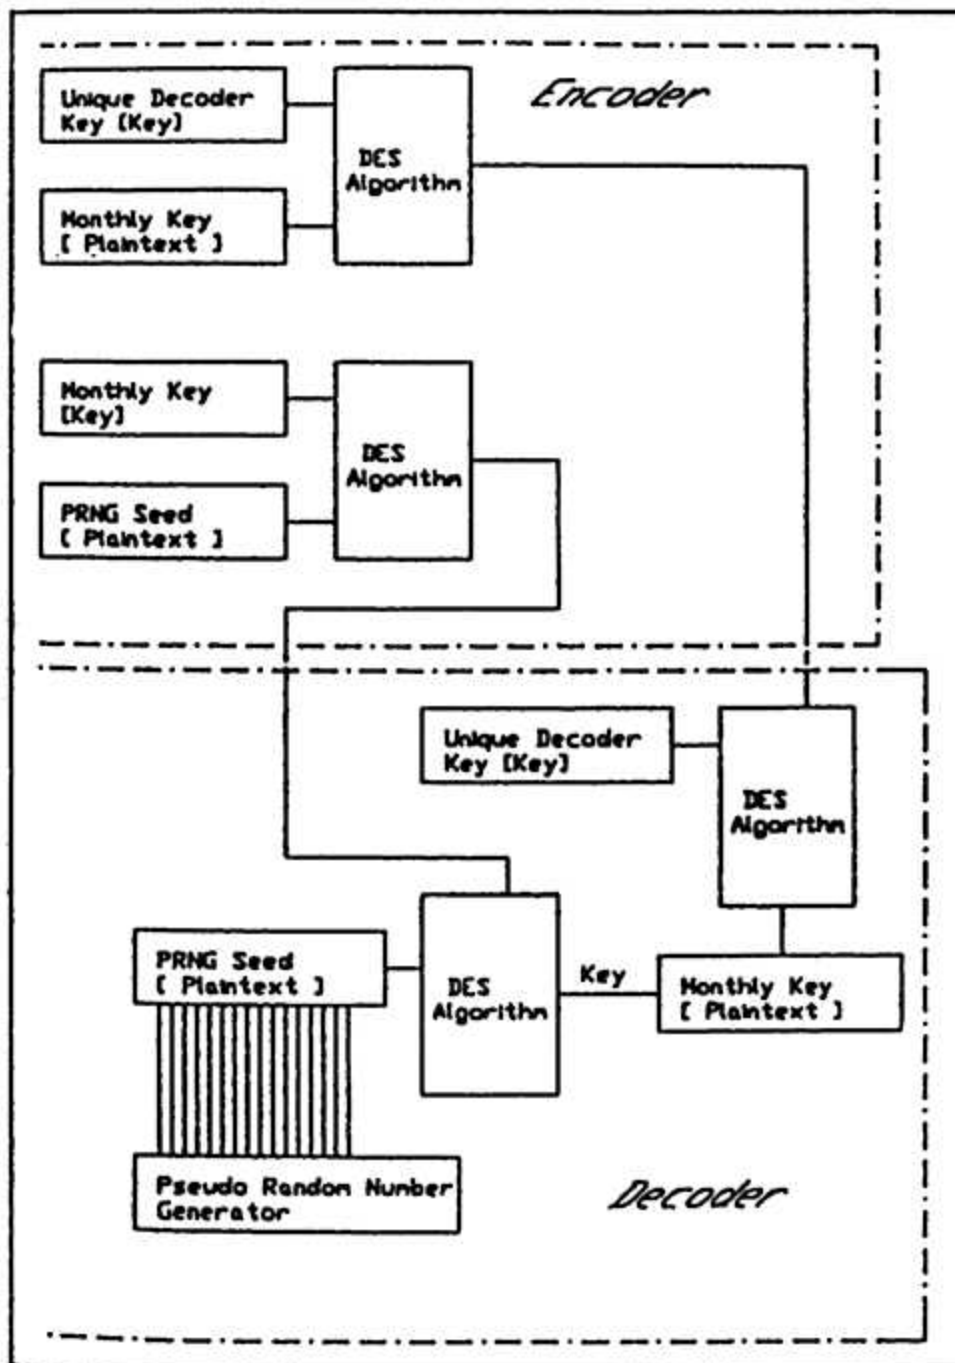 Encoder
Unique Decoder
Key [Key]
DES
Algorithm
Monthly Key
[ Plaintext ]
Monthly Key
[Key]
DES
Algorithm
PRNG Seed
[ Plaintext ]
Unique Decoder
Key [Key]
DES
Algorithm
PRNG Seed
[ Plaintext ]
DES
Algorithm
Key
Monthly Key
[ Plaintext ]
Pseudo Random Number
Generator
Decoder